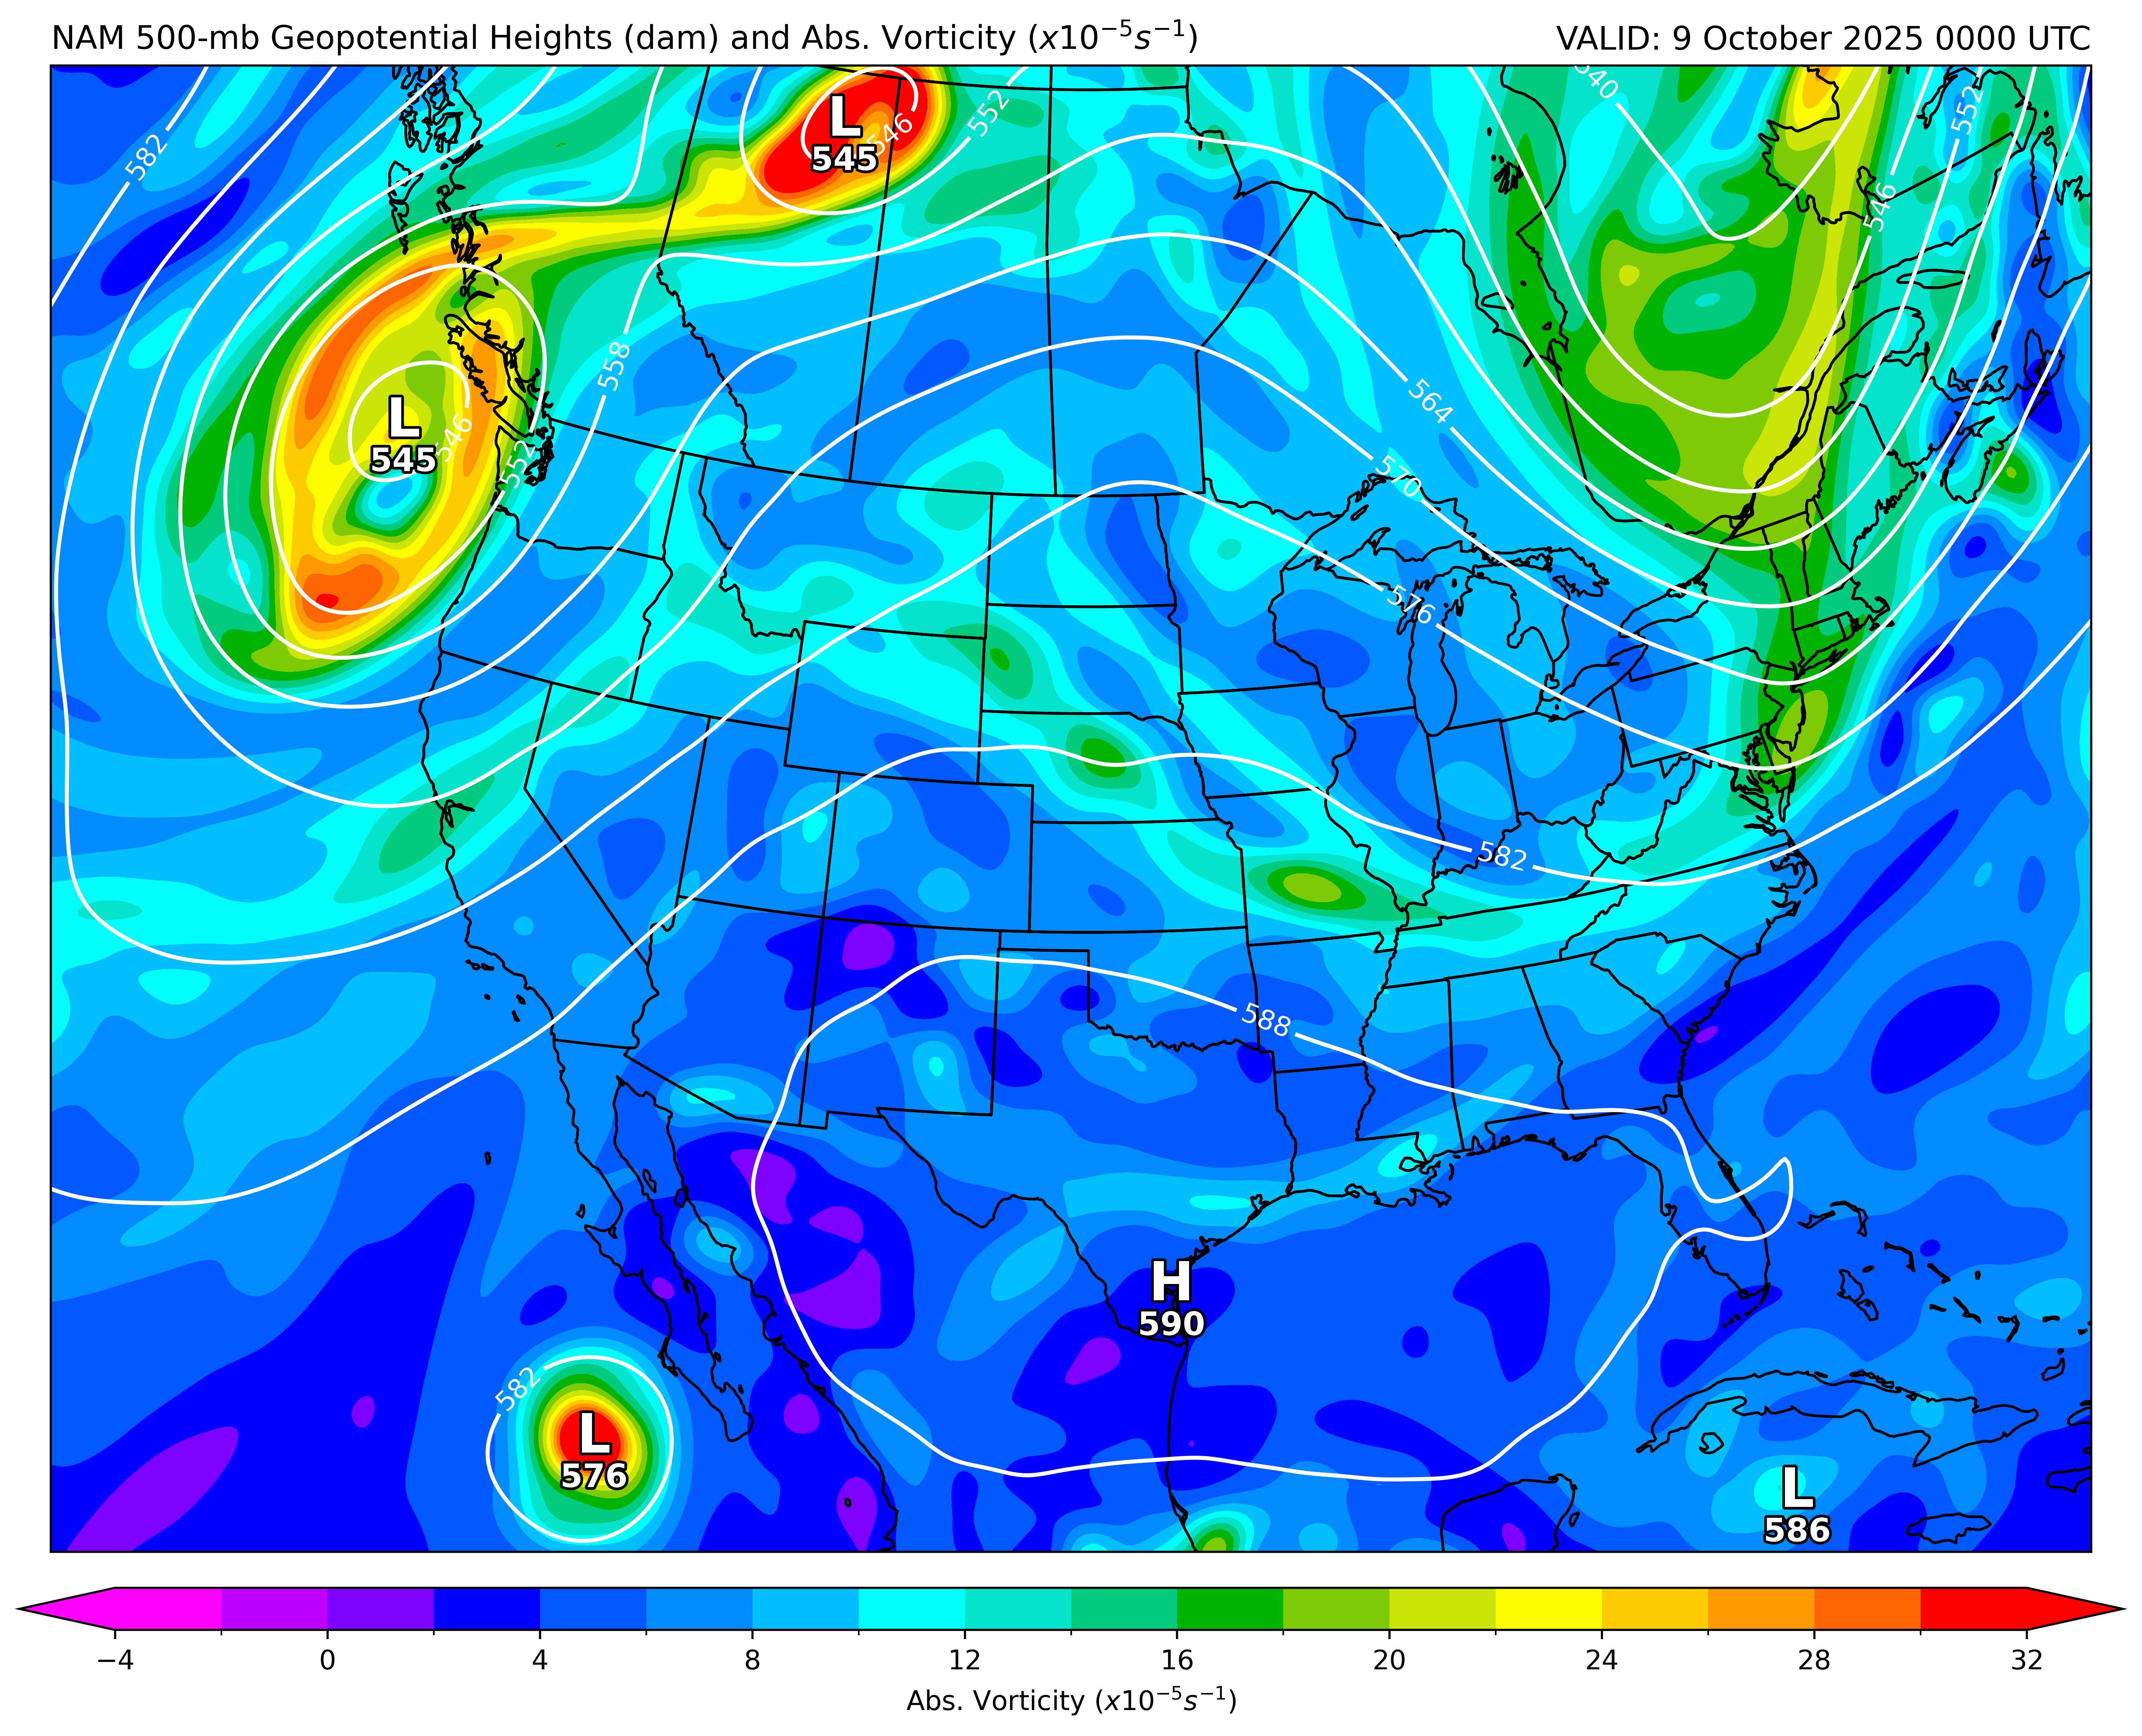 NAM 500-mb Geopotential Heights (dam) and Abs. Vorticity (x10⁻⁵s⁻¹)
VALID: 9 October 2025 0000 UTC
540
552
582
L
545
546
552
546
558
L
545
546
552
564
570
576
582
588
H
590
582
L
576
L
586
−4 0 4 8 12 16 20 24 28 32
Abs. Vorticity (x10⁻⁵s⁻¹)